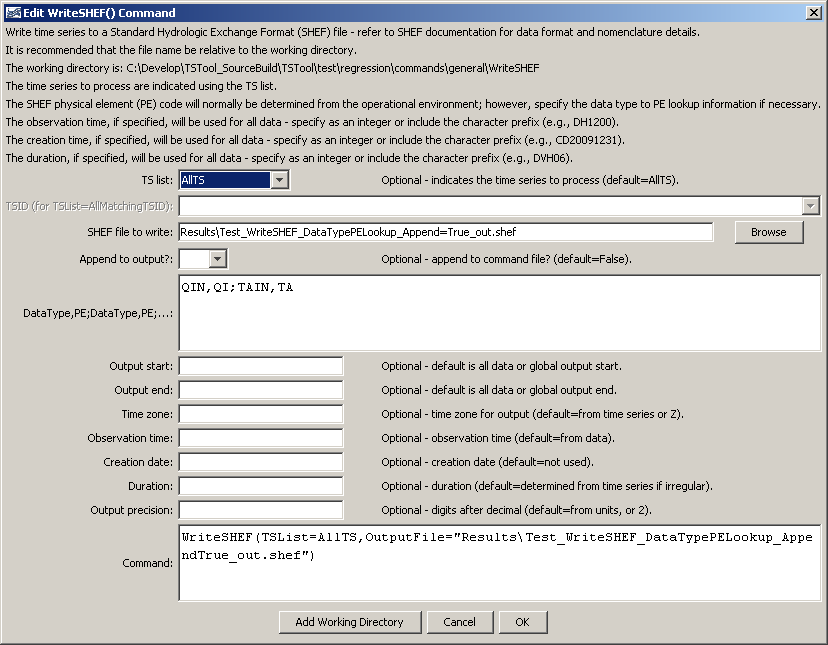 Edit WriteSHEF() Command
Write time series to a Standard Hydrologic Exchange Format (SHEF) file - refer to SHEF documentation for data format and nomenclature details.
It is recommended that the file name be relative to the working directory.
The working directory is: C:\Develop\TSTool_SourceBuild\TSTool\test\regression\commands\general\WriteSHEF
The time series to process are indicated using the TS list.
The SHEF physical element (PE) code will normally be determined from the operational environment; however, specify the data type to PE lookup information if necessary.
The observation time, if specified, will be used for all data - specify as an integer or include the character prefix (e.g., DH1200).
The creation time, if specified, will be used for all data - specify as an integer or include the character prefix (e.g., CD20091231).
The duration, if specified, will be used for all data - specify as an integer or include the character prefix (e.g., DVH06).
TS list: AllTS Optional - indicates the time series to process (default=AllTS).
TSID (for TSList=AllMatchingTSID):
SHEF file to write: Results\Test_WriteSHEF_DataTypePELookup_Append=True_out.shef Browse
Append to output?: Optional - append to command file? (default=False).
DataType,PE;DataType,PE;...: QIN,QI;TAIN,TA
Output start: Optional - default is all data or global output start.
Output end: Optional - default is all data or global output end.
Time zone: Optional - time zone for output (default=from time series or Z).
Observation time: Optional - observation time (default=from data).
Creation date: Optional - creation date (default=not used).
Duration: Optional - duration (default=determined from time series if irregular).
Output precision: Optional - digits after decimal (default=from units, or 2).
Command: WriteSHEF(TSList=AllTS,OutputFile="Results\Test_WriteSHEF_DataTypePELookup_Appe
ndTrue_out.shef")
Add Working Directory Cancel OK